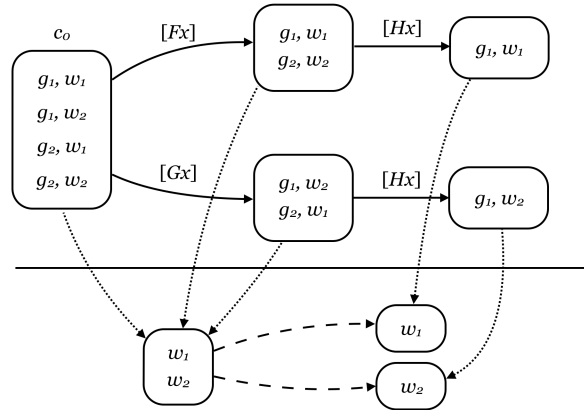 c₀
[Fx]
[Hx]
g₁, w₁
g₂, w₂
g₁, w₁
g₁, w₁
g₁, w₂
g₂, w₁
g₂, w₂
[Gx]
[Hx]
g₁, w₂
g₂, w₁
g₁, w₂
w₁
w₂
w₁
w₂